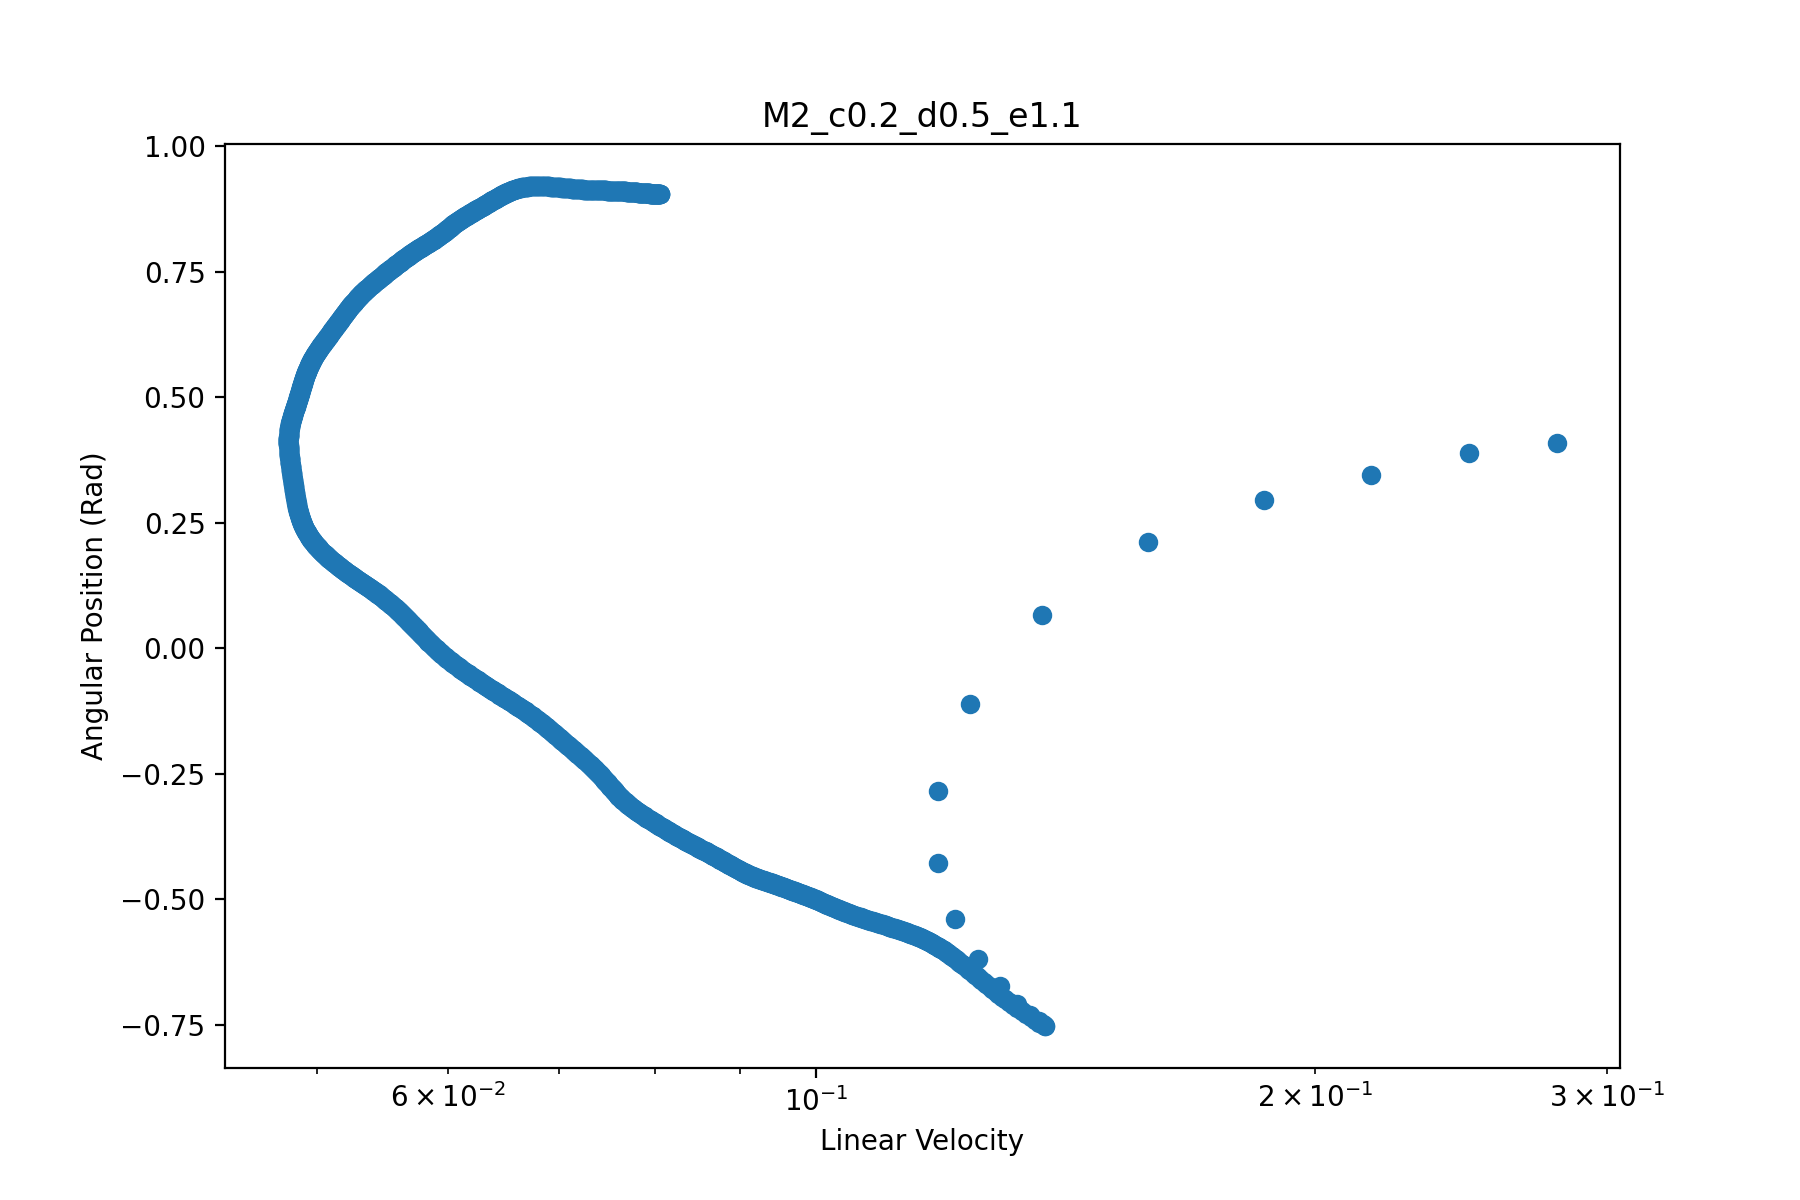 M2_c0.2_d0.5_e1.1
1.00
0.75
0.50
0.25
0.00
−0.25
−0.50
−0.75
Angular Position (Rad)
6 × 10⁻²
10⁻¹
2 × 10⁻¹
3 × 10⁻¹
Linear Velocity